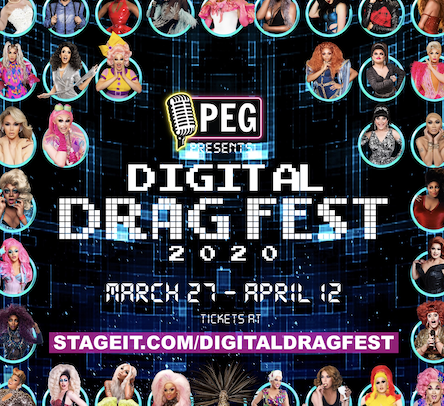 PEG
PRESENTS:
DIGITAL
DRAG FEST
2020
MARCH 27 - APRIL 12
TICKETS AT
STAGEIT.COM/DIGITALDRAGFEST